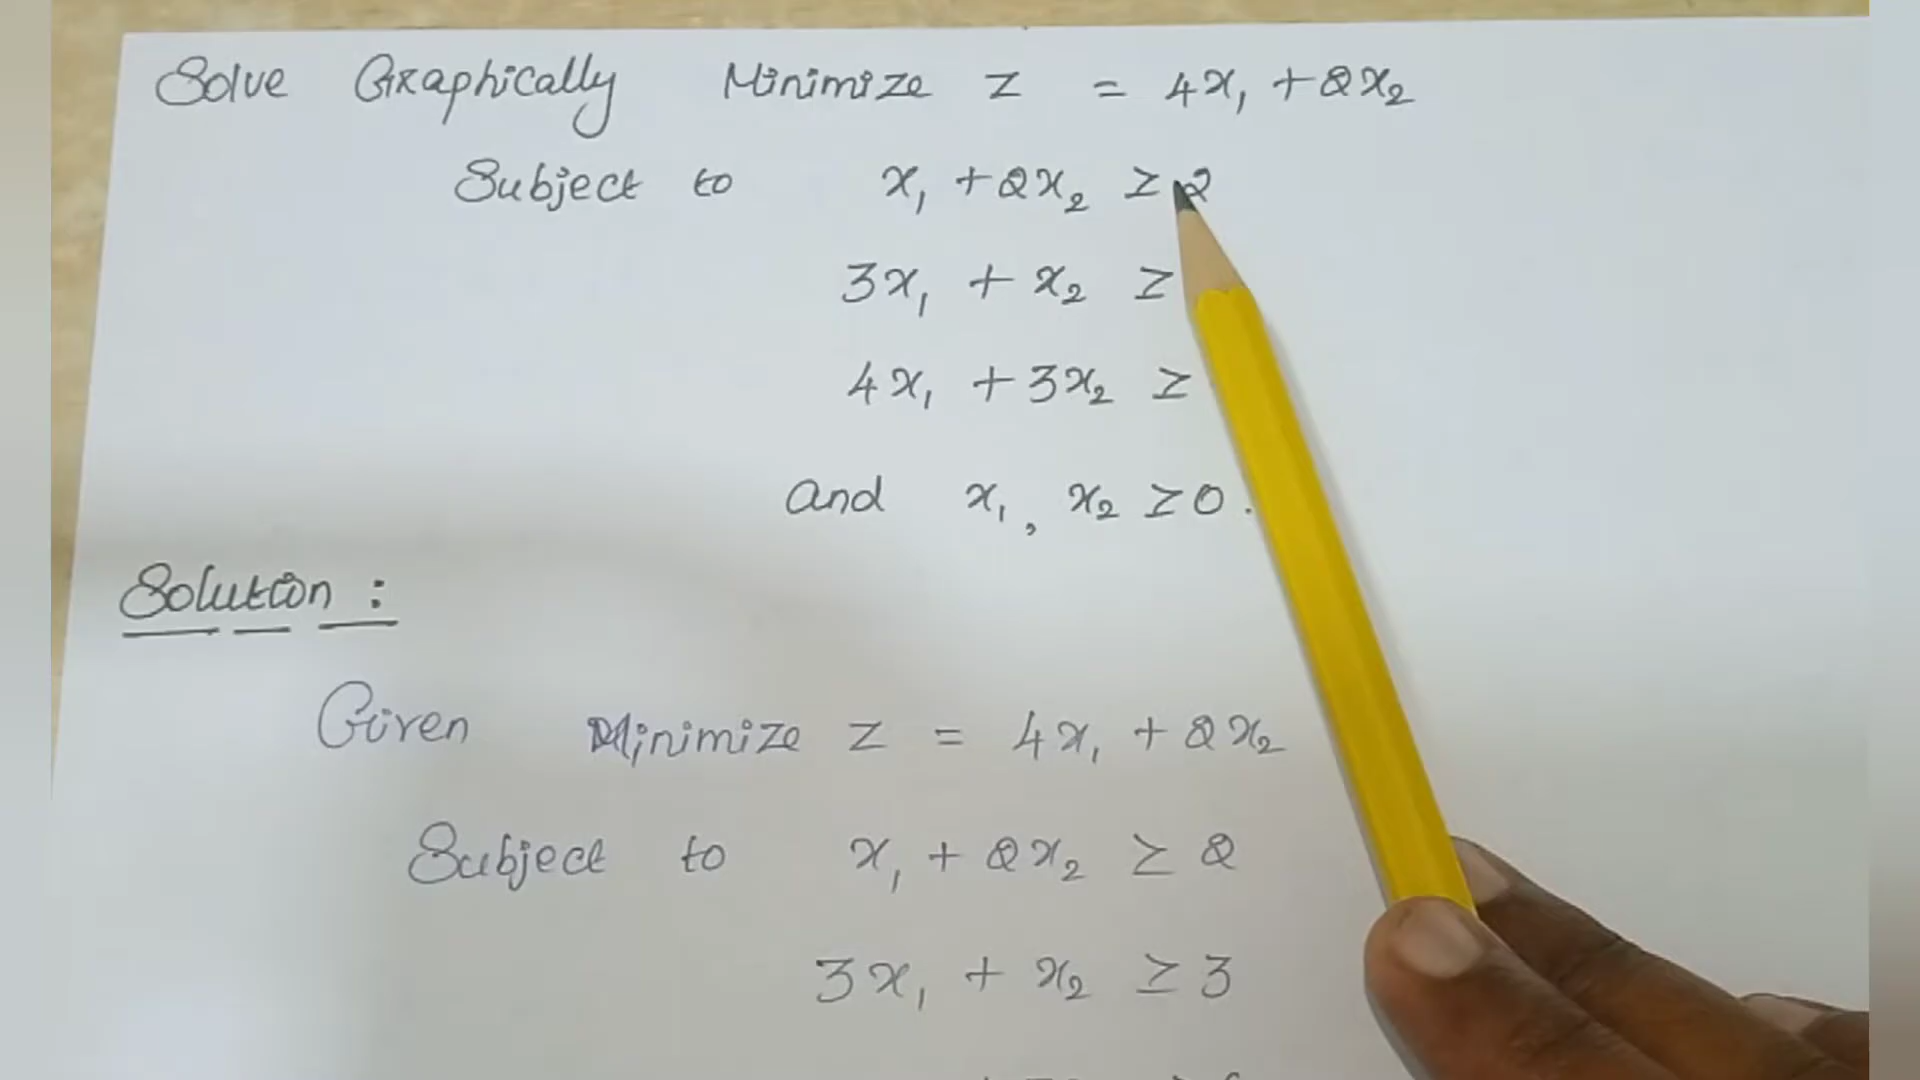 Solve Graphically Minimize Z = 4x₁ + 2x₂
Subject to x₁ + 2x₂ ≥ 2
3x₁ + x₂ ≥
4x₁ + 3x₂ ≥
and x₁, x₂ ≥ 0.
Solution :
Given Minimize Z = 4x₁ + 2x₂
Subject to x₁ + 2x₂ ≥ 2
3x₁ + x₂ ≥ 3